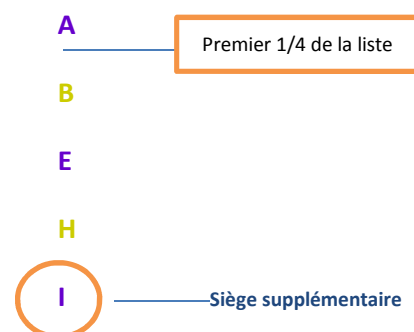 A
Premier 1/4 de la liste
B
E
H
I
Siège supplémentaire